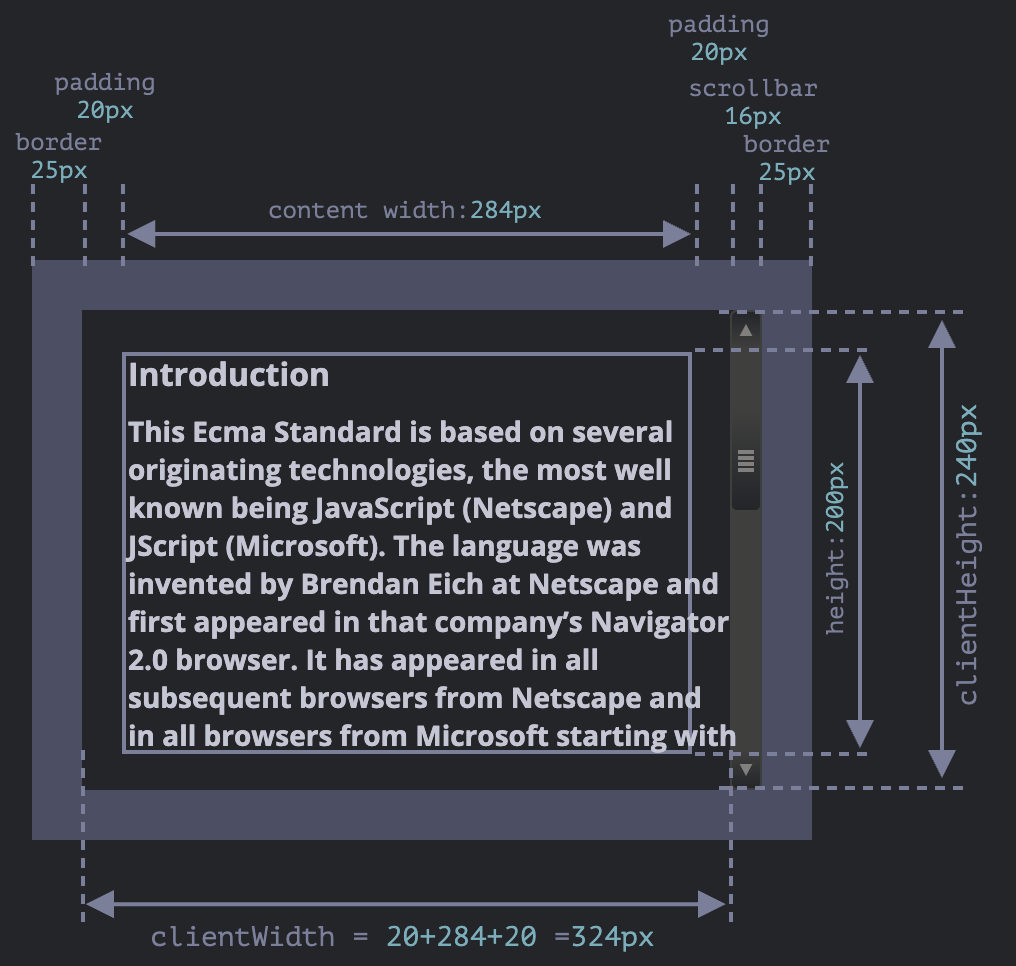 padding
20px
padding
20px
scrollbar
16px
border
25px
border
25px
content width:284px
Introduction
This Ecma Standard is based on several
originating technologies, the most well
known being JavaScript (Netscape) and
JScript (Microsoft). The language was
invented by Brendan Eich at Netscape and
first appeared in that company’s Navigator
2.0 browser. It has appeared in all
subsequent browsers from Netscape and
in all browsers from Microsoft starting with
height:200px
clientHeight:240px
clientWidth = 20+284+20 =324px